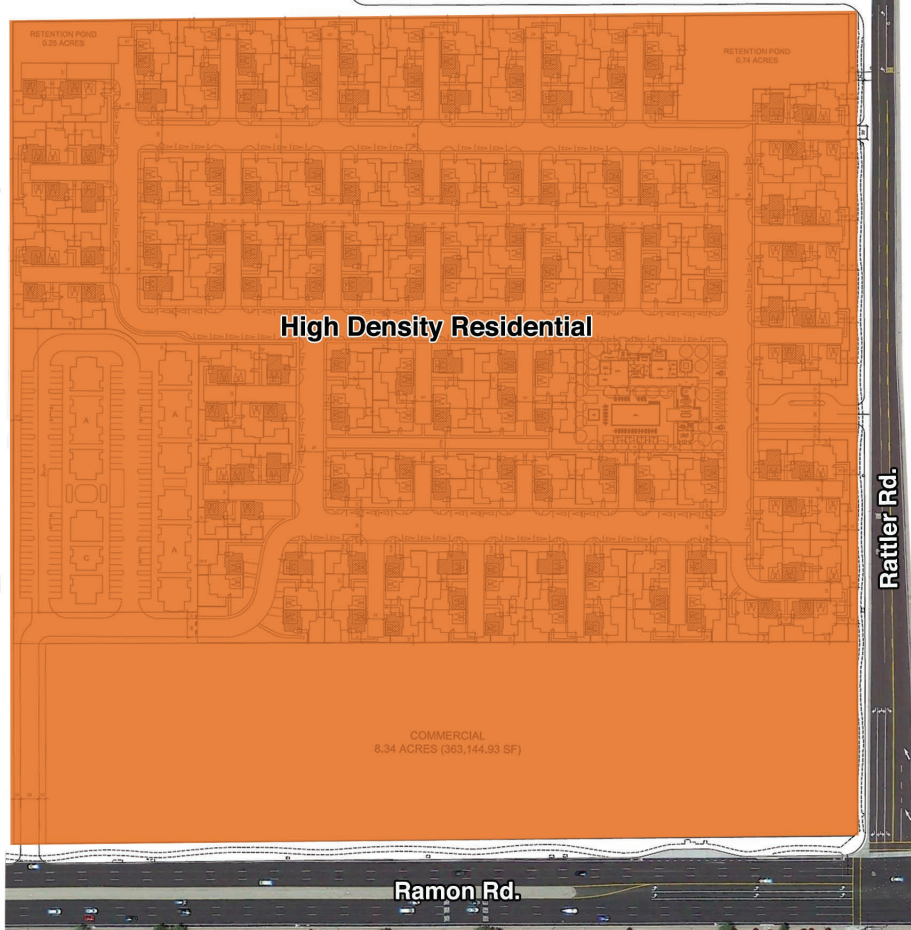 RETENTION POND
0.25 ACRES
RETENTION POND
0.74 ACRES
High Density Residential
A
A
C
A
Rattler Rd.
COMMERCIAL
8.34 ACRES (363,144.93 SF)
Ramon Rd.